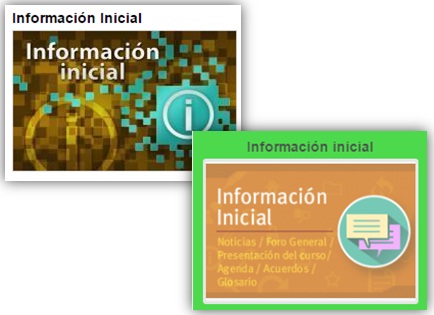 Información Inicial
Información
inicial
Información inicial
Información
Inicial
Noticias / Foro General /
Presentación del curso/
Agenda / Acuerdos /
Glosario